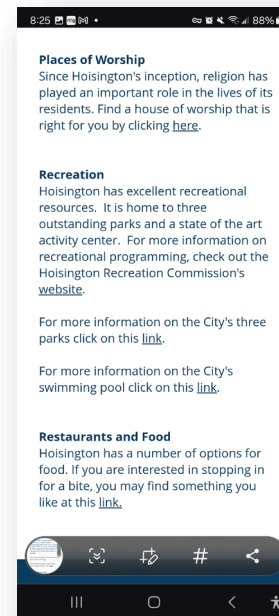 8:25
88%
Places of Worship
Since Hoisington's inception, religion has
played an important role in the lives of its
residents. Find a house of worship that is
right for you by clicking here.
Recreation
Hoisington has excellent recreational
resources.  It is home to three
outstanding parks and a state of the art
activity center.  For more information on
recreational programming, check out the
Hoisington Recreation Commission's
website.
For more information on the City's three
parks click on this link.
For more information on the City's
swimming pool click on this link.
Restaurants and Food
Hoisington has a number of options for
food. If you are interested in stopping in
for a bite, you may find something you
like at this link.
#